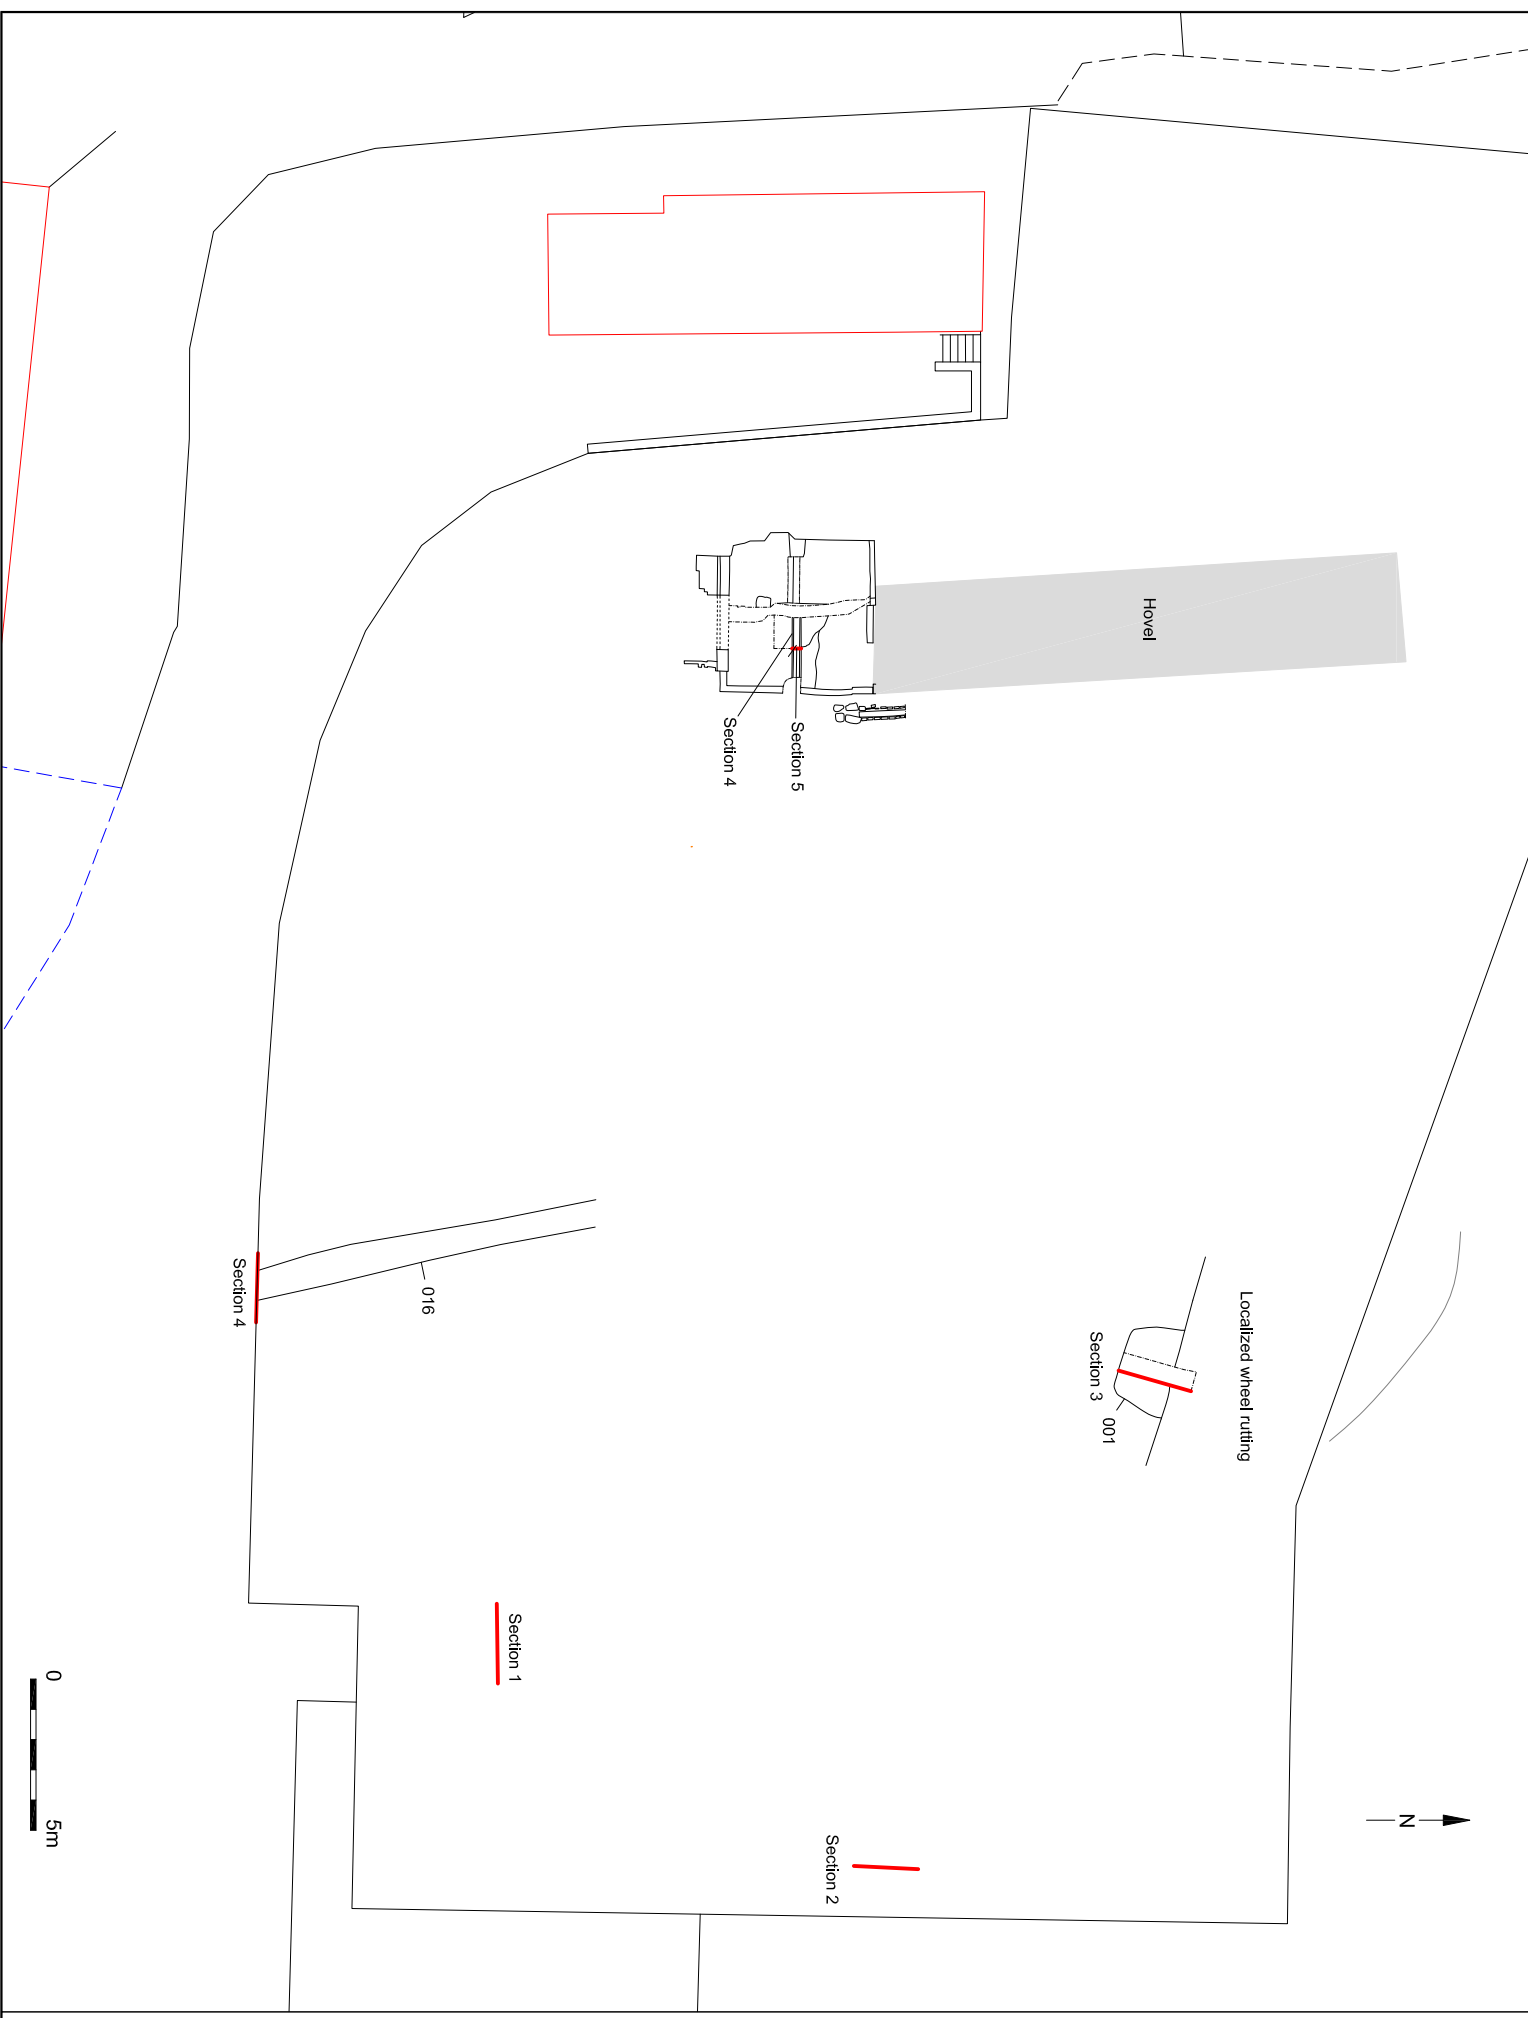 Hovel
Section 5
Section 4
Localized wheel rutting
Section 3
001
016
Section 4
Section 1
Section 2
0
5m
N